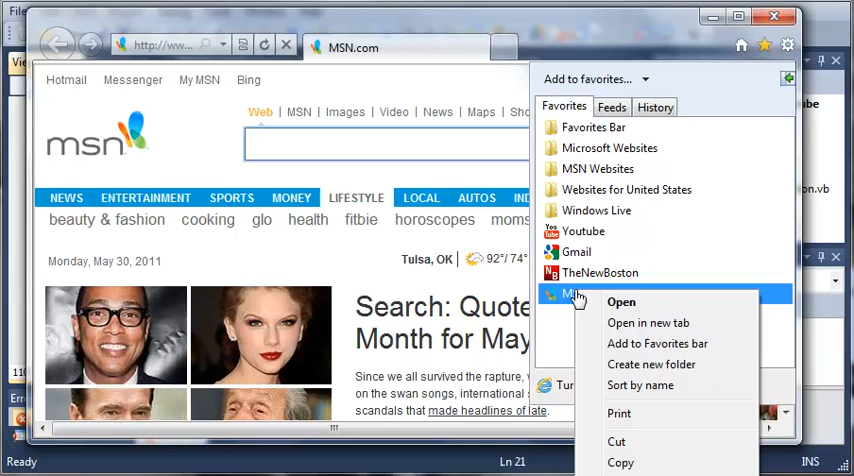 File
http://www...
MSN.com
Hotmail Messenger My MSN Bing
Add to favorites...
msn
Web MSN Images Video News Maps
Favorites Feeds History
Favorites Bar
Microsoft Websites
MSN Websites
Websites for United States
Windows Live
Youtube
Gmail
TheNewBoston
NEWS ENTERTAINMENT SPORTS MONEY LIFESTYLE LOCAL AUTOS
beauty & fashion cooking glo health fitbie horoscopes moms
Monday, May 30, 2011
Tulsa, OK 92°/ 74°
Search: Quote
Month for May
Since we all survived the rapture,
on the swan songs, international
scandals that made headlines of late.
Open
Open in new tab
Add to Favorites bar
Create new folder
Sort by name
Print
Cut
Copy
Ready Ln 21 INS